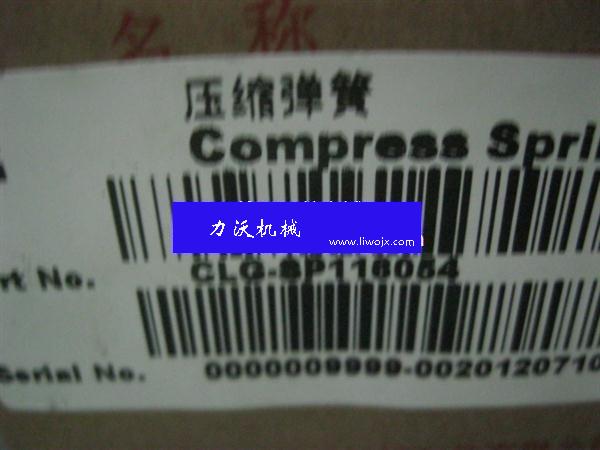 名 称
压缩弹簧
Compress Spri
力沃机械
www.liwojx.com
rt No.
CLG-SP116054
Serial No.
0000009999-0020120710